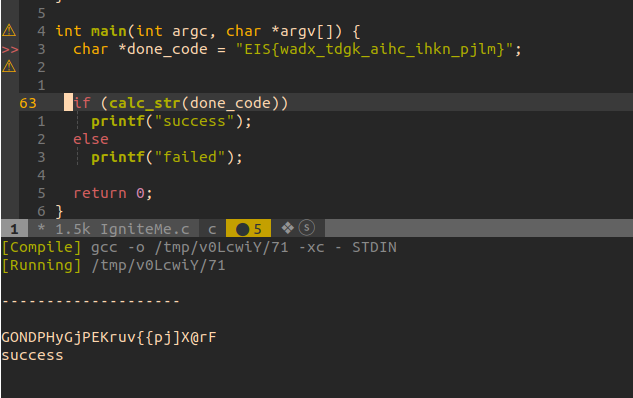 5
4 int main(int argc, char *argv[]) {
>> 3 char *done_code = "EIS{wadx_tdgk_aihc_ihkn_pjlm}";
2
1
63 if (calc_str(done_code))
1 printf("success");
2 else
3 printf("failed");
4
5 return 0;
6 }
1 * 1.5k IgniteMe.c c 5 ❖ ⓢ
[Compile] gcc -o /tmp/v0LcwiY/71 -xc - STDIN
[Running] /tmp/v0LcwiY/71
--------------------
GONDPHyGjPEKruv{{pj]X@rF
success